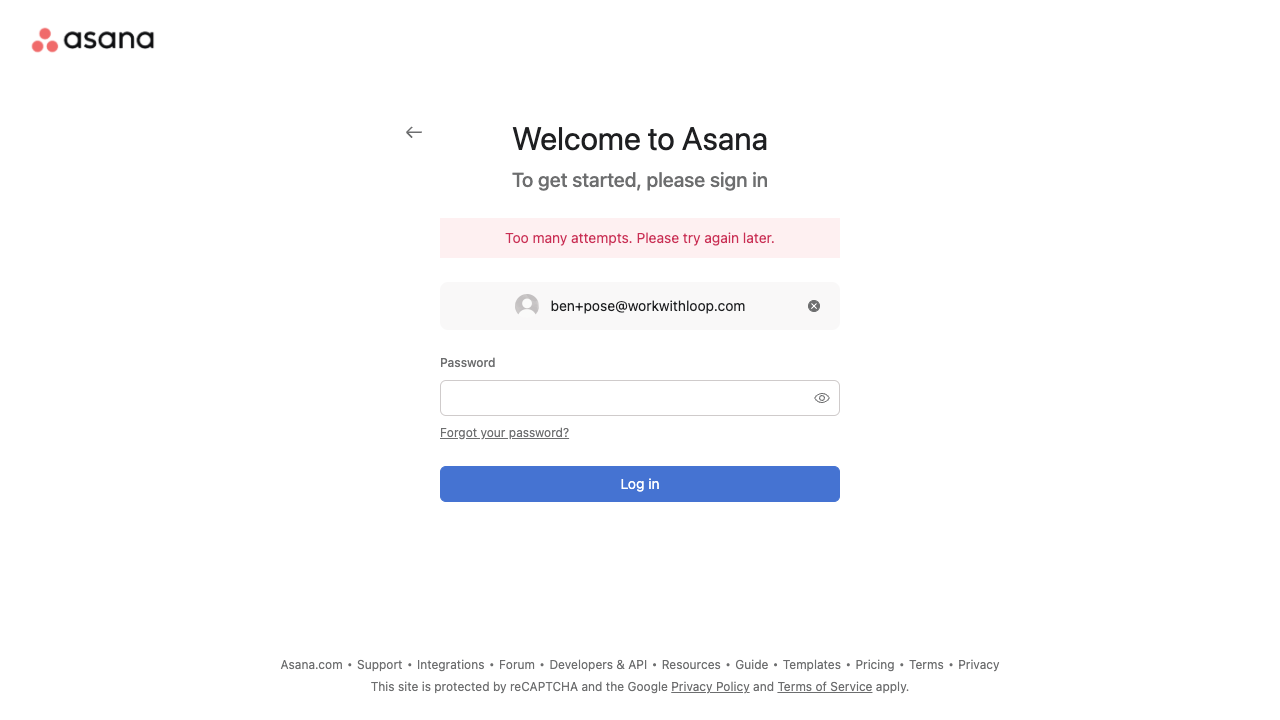 asana
Welcome to Asana
To get started, please sign in
Too many attempts. Please try again later.
ben+pose@workwithloop.com
Password
Forgot your password?
Log in
Asana.com • Support • Integrations • Forum • Developers & API • Resources • Guide • Templates • Pricing • Terms • Privacy
This site is protected by reCAPTCHA and the Google Privacy Policy and Terms of Service apply.